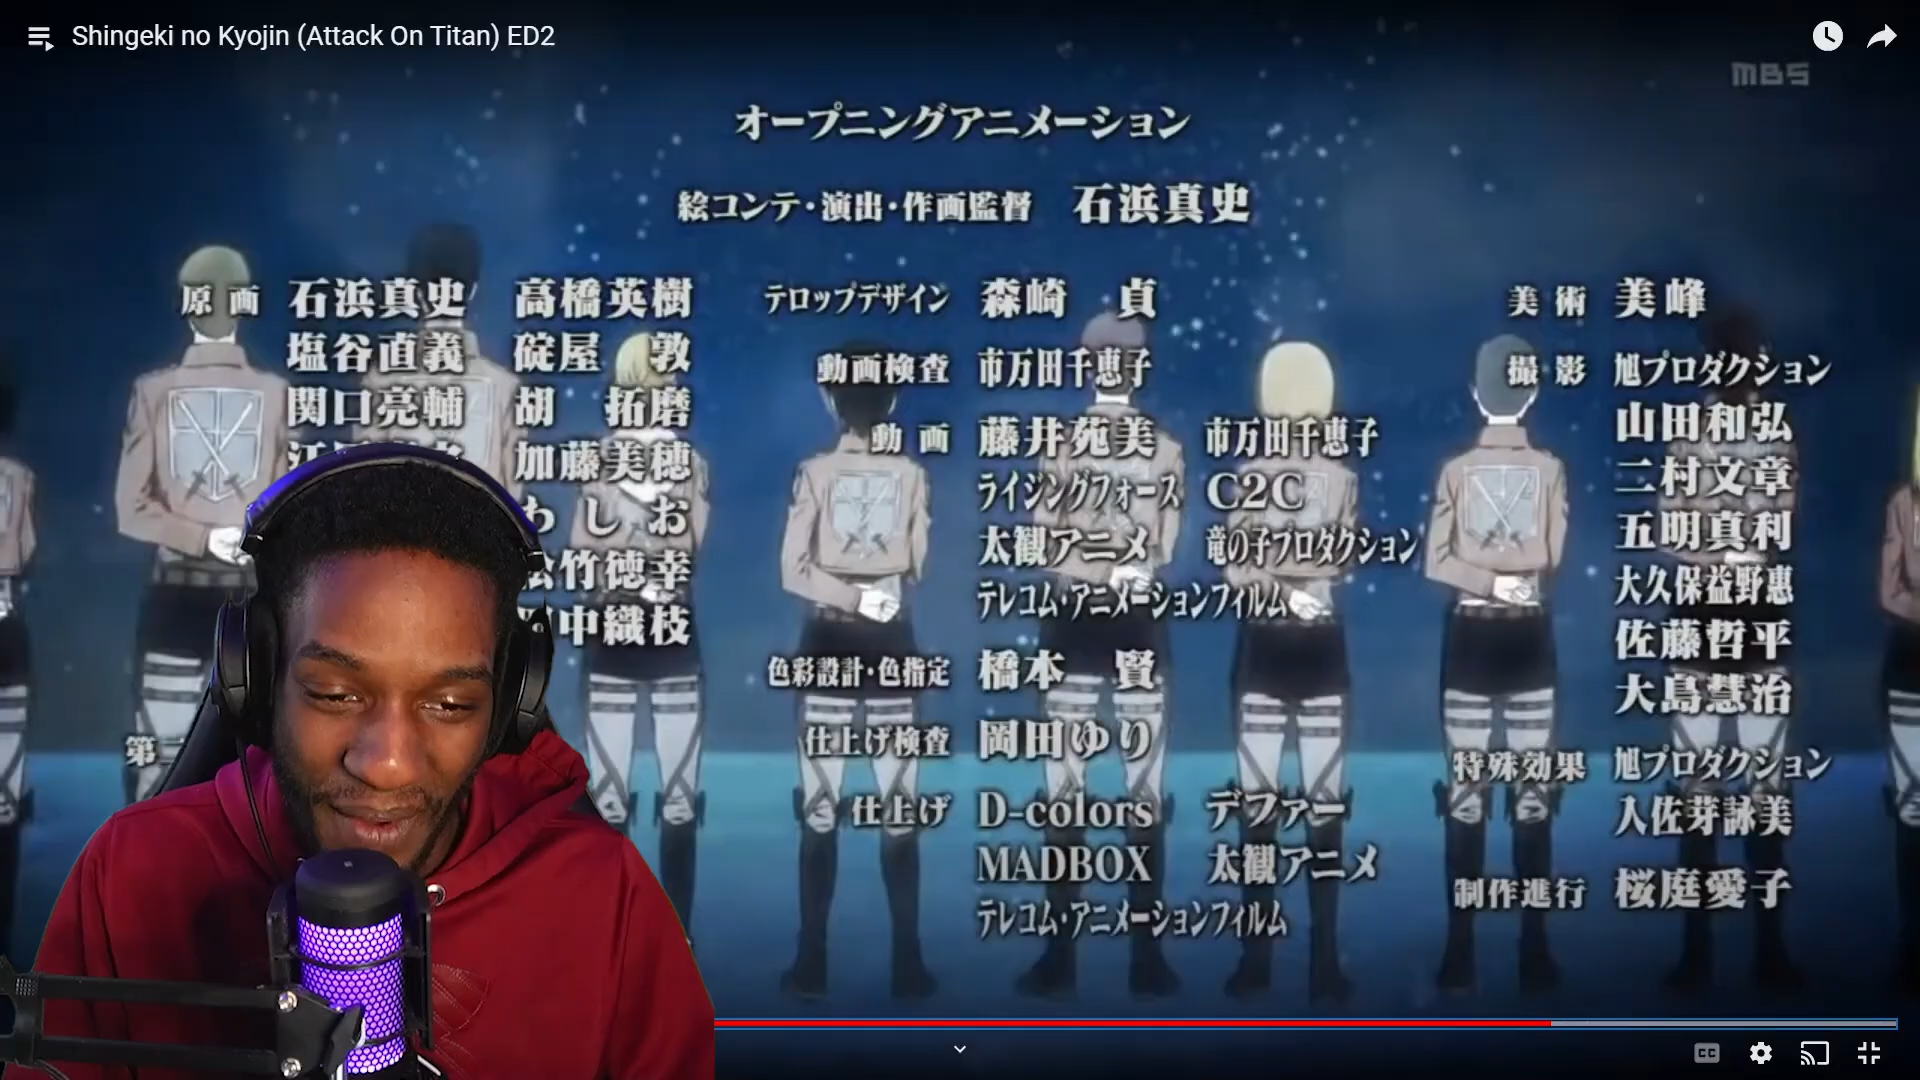 Shingeki no Kyojin (Attack On Titan) ED2
MBS
オープニングアニメーション
絵コンテ・演出・作画監督 石浜真史
原画 石浜真史 高橋英樹
塩谷直義 碇屋 敦
関口亮輔 胡 拓磨
加藤美穂
わしお
松竹徳幸
田中織枝
第二
テロップデザイン 森崎 貞
動画検査 市万田千恵子
動画 藤井苑美 市万田千恵子
ライジングフォース C2C
太観アニメ 竜の子プロダクション
テレコム・アニメーションフィルム
色彩設計・色指定 橋本 賢
仕上げ検査 岡田ゆり
仕上げ D-colors デファー
MADBOX 太観アニメ
テレコム・アニメーションフィルム
美術 美峰
撮影 旭プロダクション
山田和弘
二村文章
五明真利
大久保益野惠
佐藤哲平
大島慧治
特殊効果 旭プロダクション
入佐芽詠美
制作進行 桜庭愛子
CC